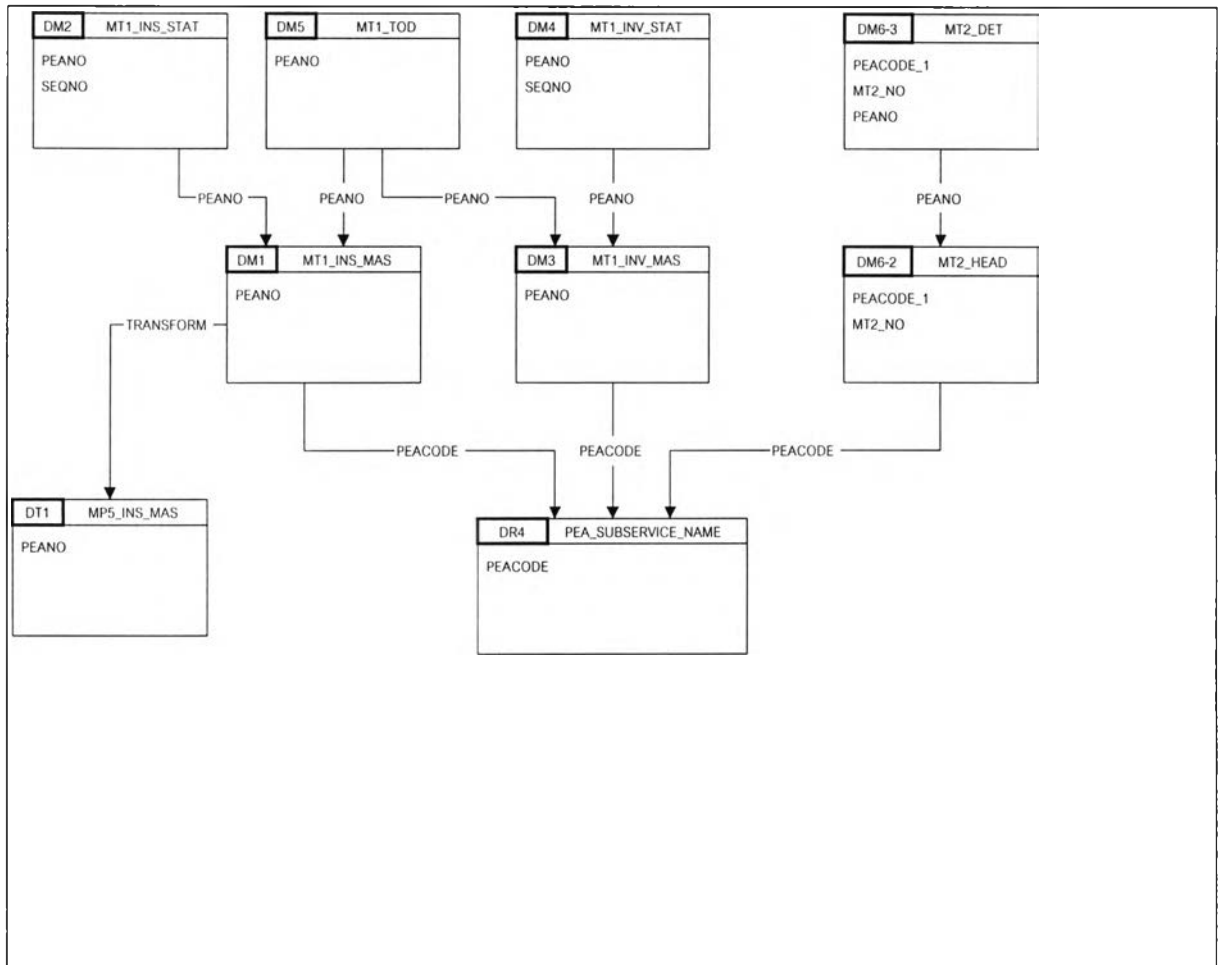 DM2 MT1_INS_STAT
PEANO
SEQNO
DM5 MT1_TOD
PEANO
DM4 MT1_INV_STAT
PEANO
SEQNO
DM6-3 MT2_DET
PEACODE_1
MT2_NO
PEANO
PEANO
PEANO
PEANO
PEANO
PEANO
DM1 MT1_INS_MAS
PEANO
DM3 MT1_INV_MAS
PEANO
DM6-2 MT2_HEAD
PEACODE_1
MT2_NO
TRANSFORM
PEACODE
PEACODE
PEACODE
DT1 MP5_INS_MAS
PEANO
DR4 PEA_SUBSERVICE_NAME
PEACODE